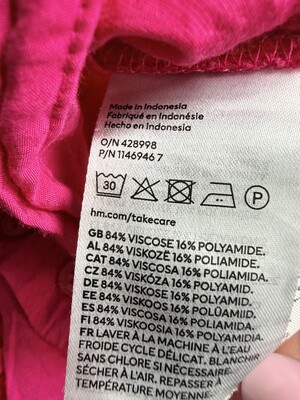 Made in Indonesia
Fabriqué en Indonésie
Hecho en Indonesia
O/N 428998
P/N 1146946 7
30
P
hm.com/takecare
GB 84% VISCOSE 16% POLYAMIDE.
AL 84% VISKOZË 16% POLIAMIDE.
CAT 84% VISCOSA 16% POLIAMIDA.
CZ 84% VISKÓZA 16% POLYAMID.
DE 84% VISKOSE 16% POLYAMID.
EE 84% VISKOOS 16% POLÜAMIID.
ES 84% VISCOSA 16% POLIAMIDA.
FI 84% VISKOOSIA 16% POLYAMIDIA.
FR LAVER À LA MACHINE À L'EAU
FROIDE CYCLE DÉLICAT. BLANCHIR
SANS CHLORE SI NÉCESSAIRE.
SÉCHER À L'AIR. REPASSER À
TEMPÉRATURE MOYENNE.